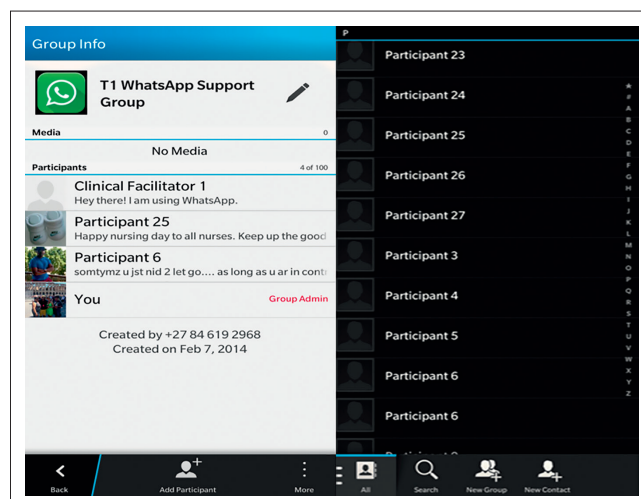 Group Info
T1 WhatsApp Support
Group
Media 0
No Media
Participants 4 of 100
Clinical Facilitator 1
Hey there! I am using WhatsApp.
Participant 25
Happy nursing day to all nurses. Keep up the good
Participant 6
somtymz u jst nid 2 let go.... as long as u ar in contr
You Group Admin
Created by +27 84 619 2968
Created on Feb 7, 2014
Back
Add Participant
More
P
Participant 23
Participant 24
Participant 25
Participant 26
Participant 27
Participant 3
Participant 4
Participant 5
Participant 6
Participant 6
*
#
A
B
C
D
E
F
G
H
I
J
K
L
M
N
O
P
Q
R
S
T
U
V
W
X
Y
Z
All
Search
New Group
New Contact